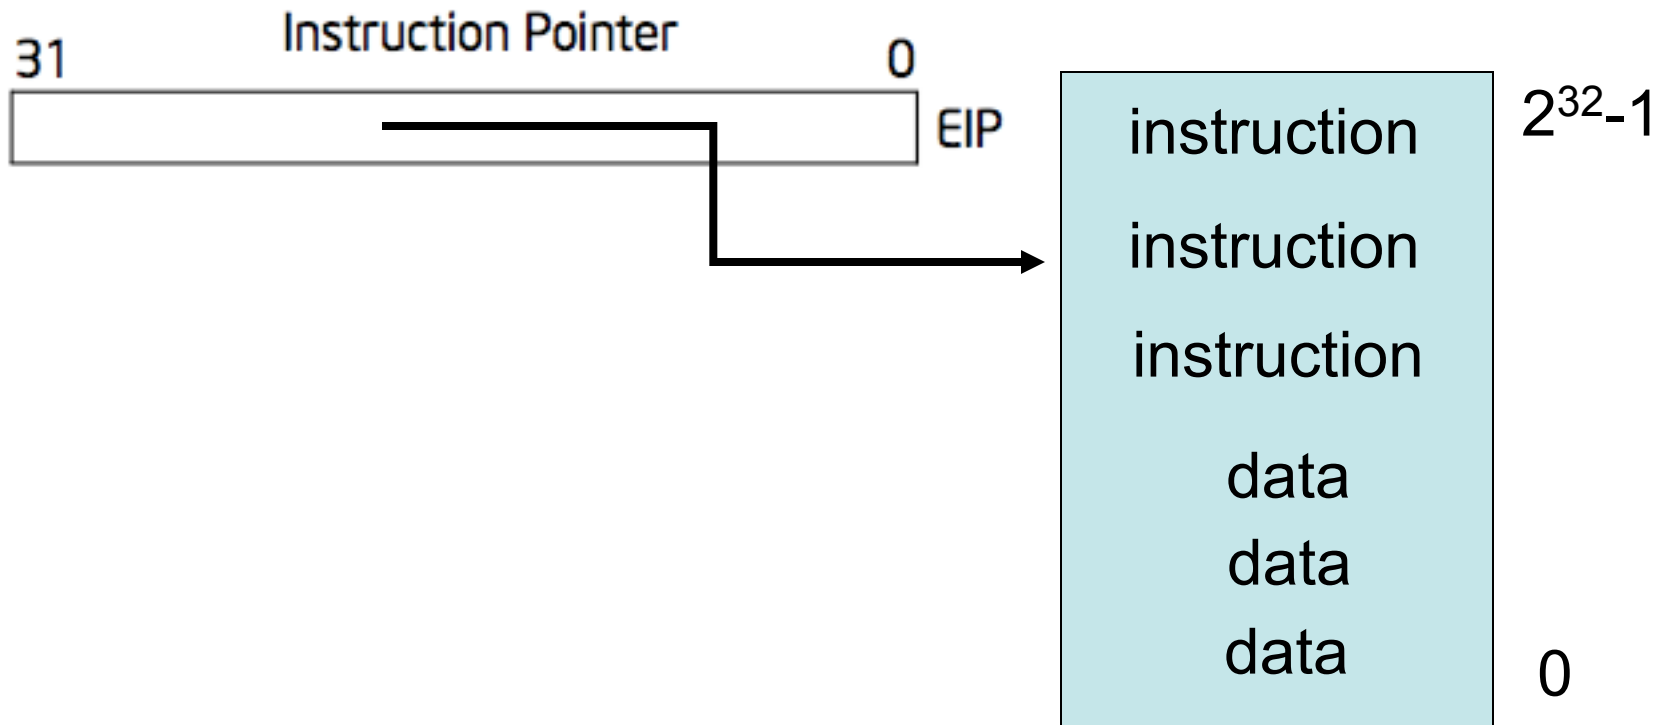 Instruction Pointer
31
0
EIP
instruction
2³²-1
instruction
instruction
data
data
data
0